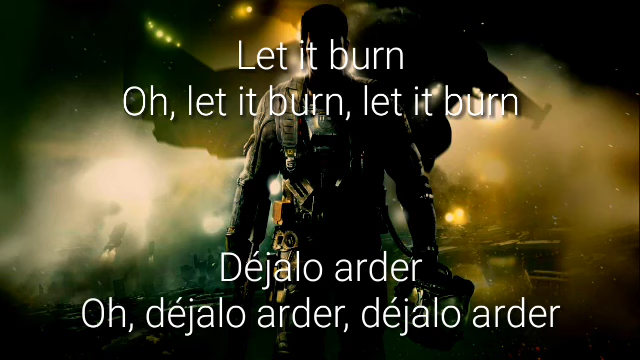 Let it burn
Oh, let it burn, let it burn
Déjalo arder
Oh, déjalo arder, déjalo arder